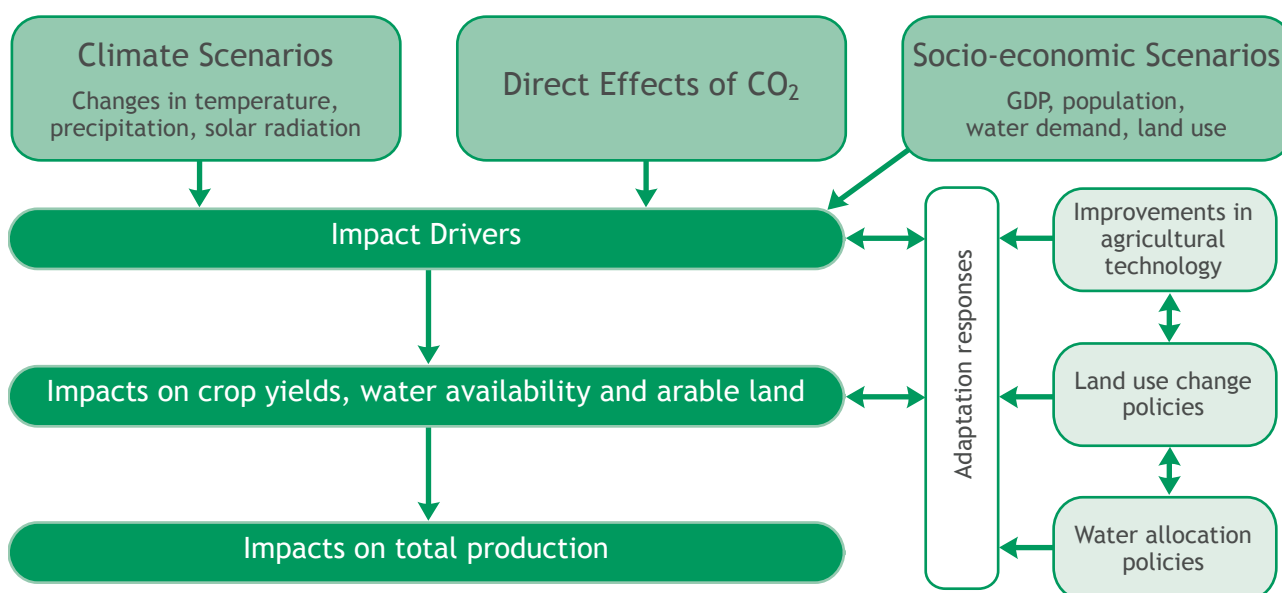 Climate Scenarios
Changes in temperature,
precipitation, solar radiation
Direct Effects of CO₂
Socio-economic Scenarios
GDP, population,
water demand, land use
Impact Drivers
Improvements in
agricultural
technology
Adaptation responses
Impacts on crop yields, water availability and arable land
Land use change
policies
Impacts on total production
Water allocation
policies